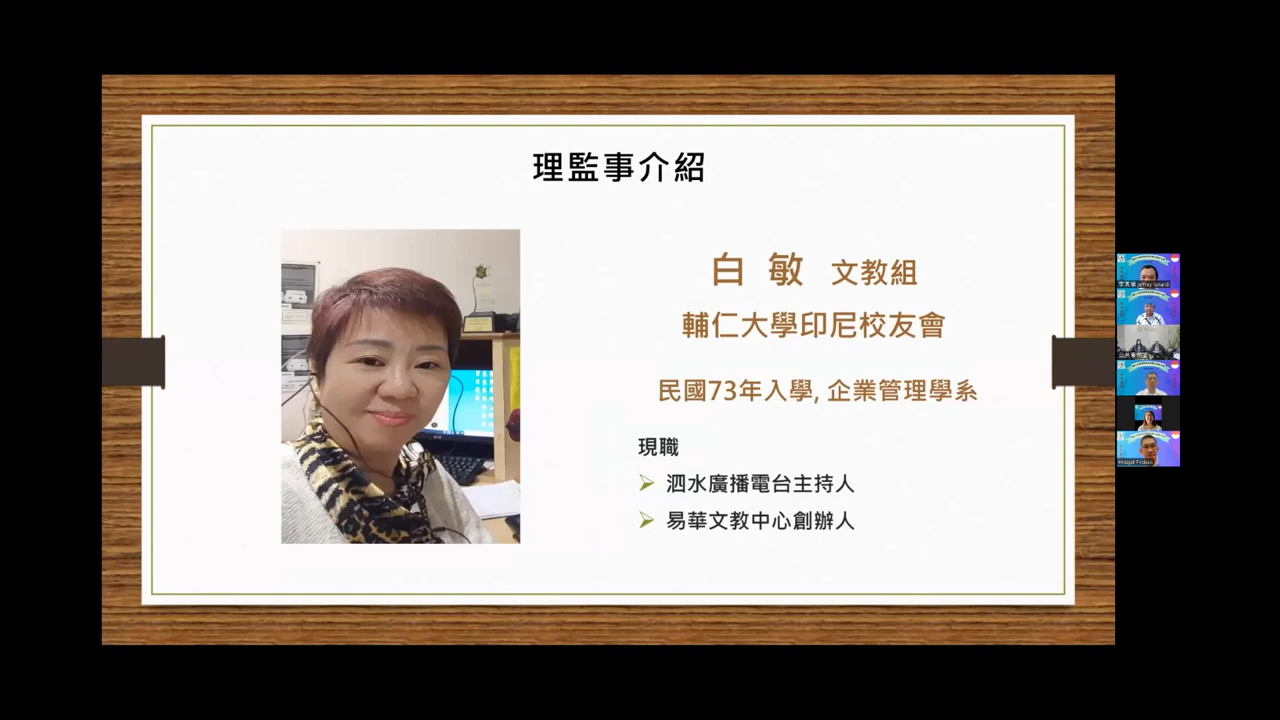 理監事介紹
白 敏 文教組
輔仁大學印尼校友會
民國73年入學, 企業管理學系
現職
➢ 泗水廣播電台主持人
➢ 易華文教中心創辦人